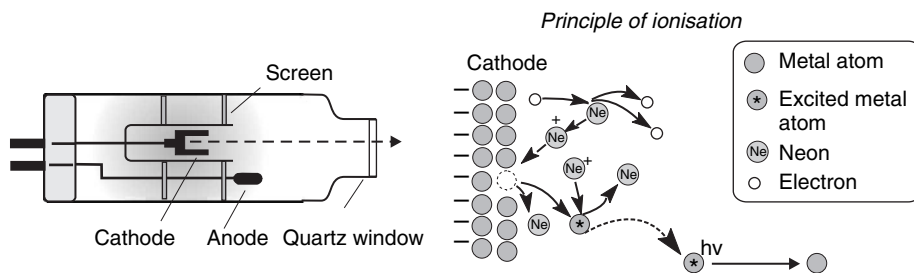 Principle of ionisation
Cathode
Screen
Cathode
Anode
Quartz window
Ne
+
Ne
Ne +
Ne
Ne
*
* hν
Metal atom
* Excited metal
atom
Ne Neon
Electron